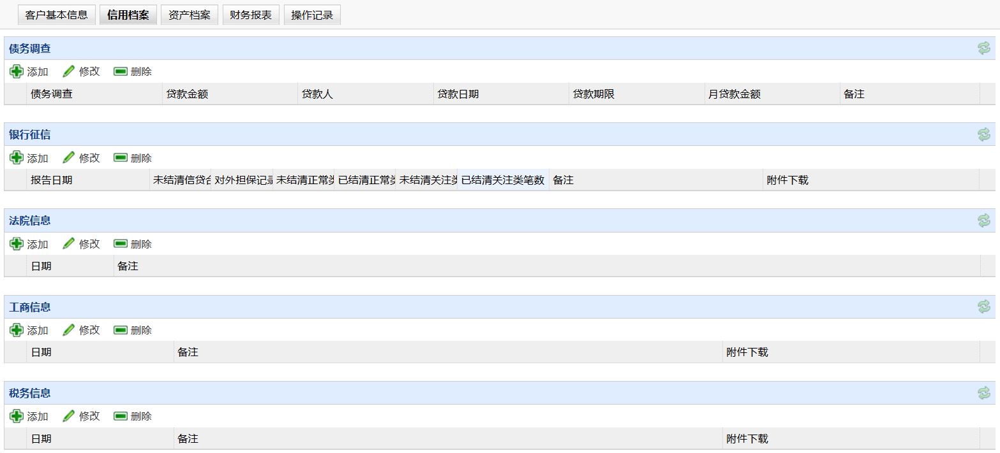 客户基本信息 信用档案 资产档案 财务报表 操作记录
债务调查
添加 修改 删除
债务调查 贷款金额 贷款人 贷款日期 贷款期限 月贷款金额 备注
银行征信
添加 修改 删除
报告日期 未结清信贷合 对外担保记录 未结清正常类 已结清正常类 未结清关注类 已结清关注类笔数 备注 附件下载
法院信息
添加 修改 删除
日期 备注
工商信息
添加 修改 删除
日期 备注 附件下载
税务信息
添加 修改 删除
日期 备注 附件下载